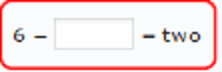 6 – = two